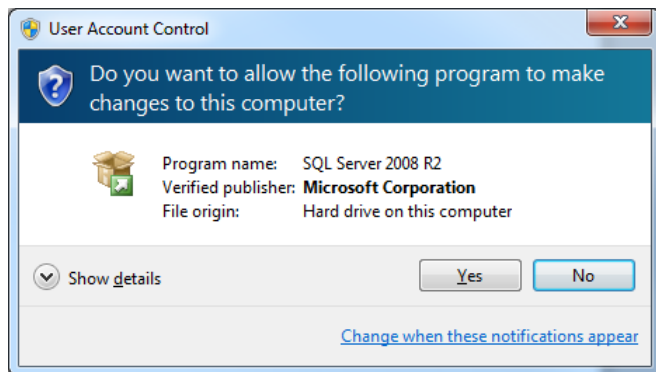 User Account Control
Do you want to allow the following program to make
changes to this computer?
Program name: SQL Server 2008 R2
Verified publisher: Microsoft Corporation
File origin: Hard drive on this computer
Show details
Yes
No
Change when these notifications appear